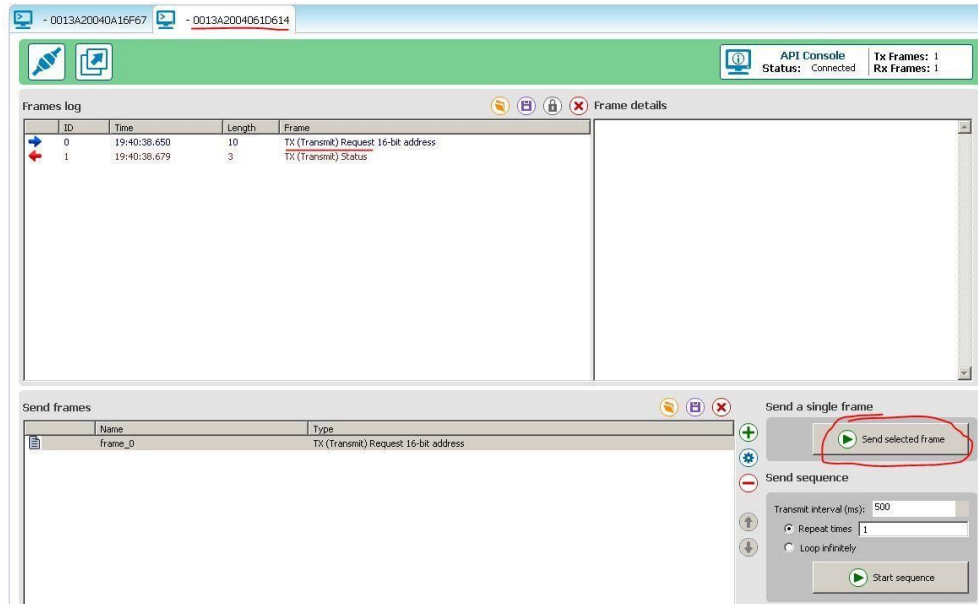 - 0013A20040A16F67 - 0013A2004061D614
API Console Tx Frames: 1
Status: Connected Rx Frames: 1
Frames log Frame details
ID Time Length Frame
0 19:40:38.650 10 TX (Transmit) Request 16-bit address
1 19:40:38.679 3 TX (Transmit) Status
Send frames Send a single frame
Name Type
frame_0 TX (Transmit) Request 16-bit address
Send selected frame
Send sequence
Transmit interval (ms): 500
Repeat times 1
Loop infinitely
Start sequence